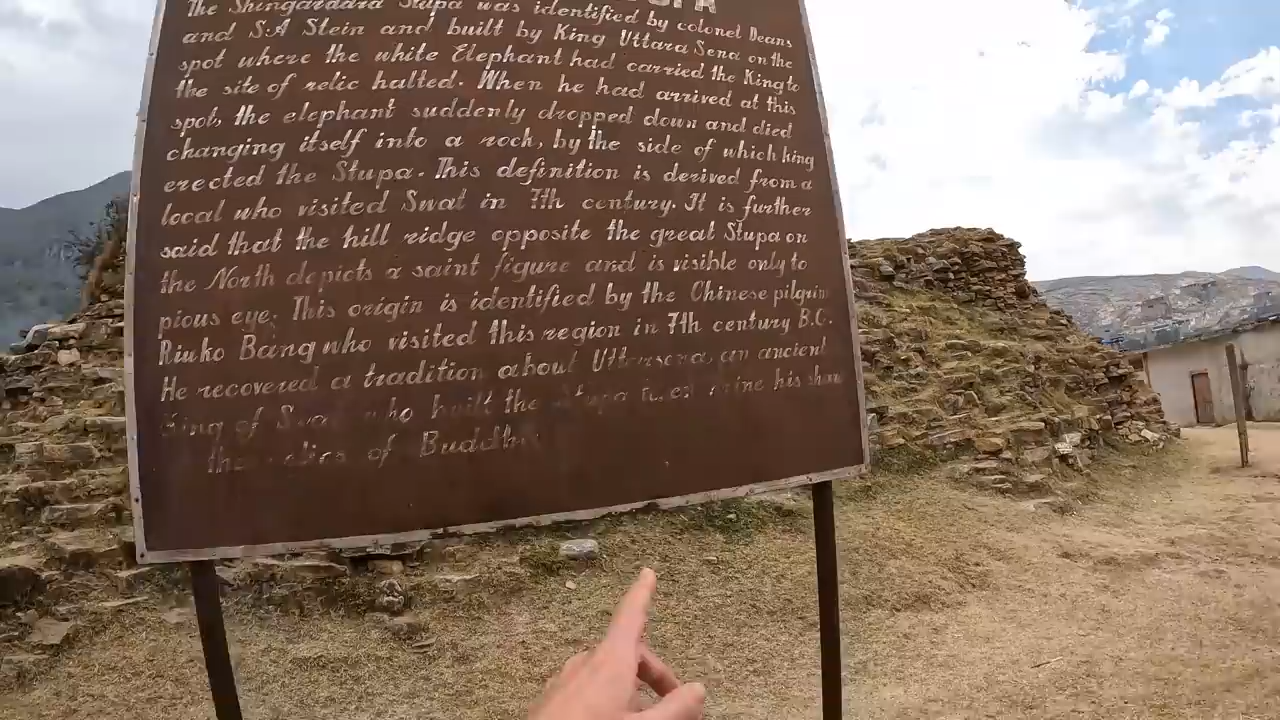 The Shingardara Stupa was identified by colonel Deans
and S.A Stein and built by King Uttara Sena on the
spot where the white Elephant had carried the King to
the site of relic halted. When he had arrived at this
spot, the elephant suddenly dropped down and died
changing itself into a rock, by the side of which king
erected the Stupa. This definition is derived from a
local who visited Swat in 7th century. It is further
said that the hill ridge opposite the great Stupa on
the North depicts a saint figure and is visible only to
pious eye. This origin is identified by the Chinese pilgrim
Riuko Bang who visited this region in 7th century B.C.
He recovered a tradition about Uttarsena, an ancient
King of Swat who built the Stupa his
the of Buddh